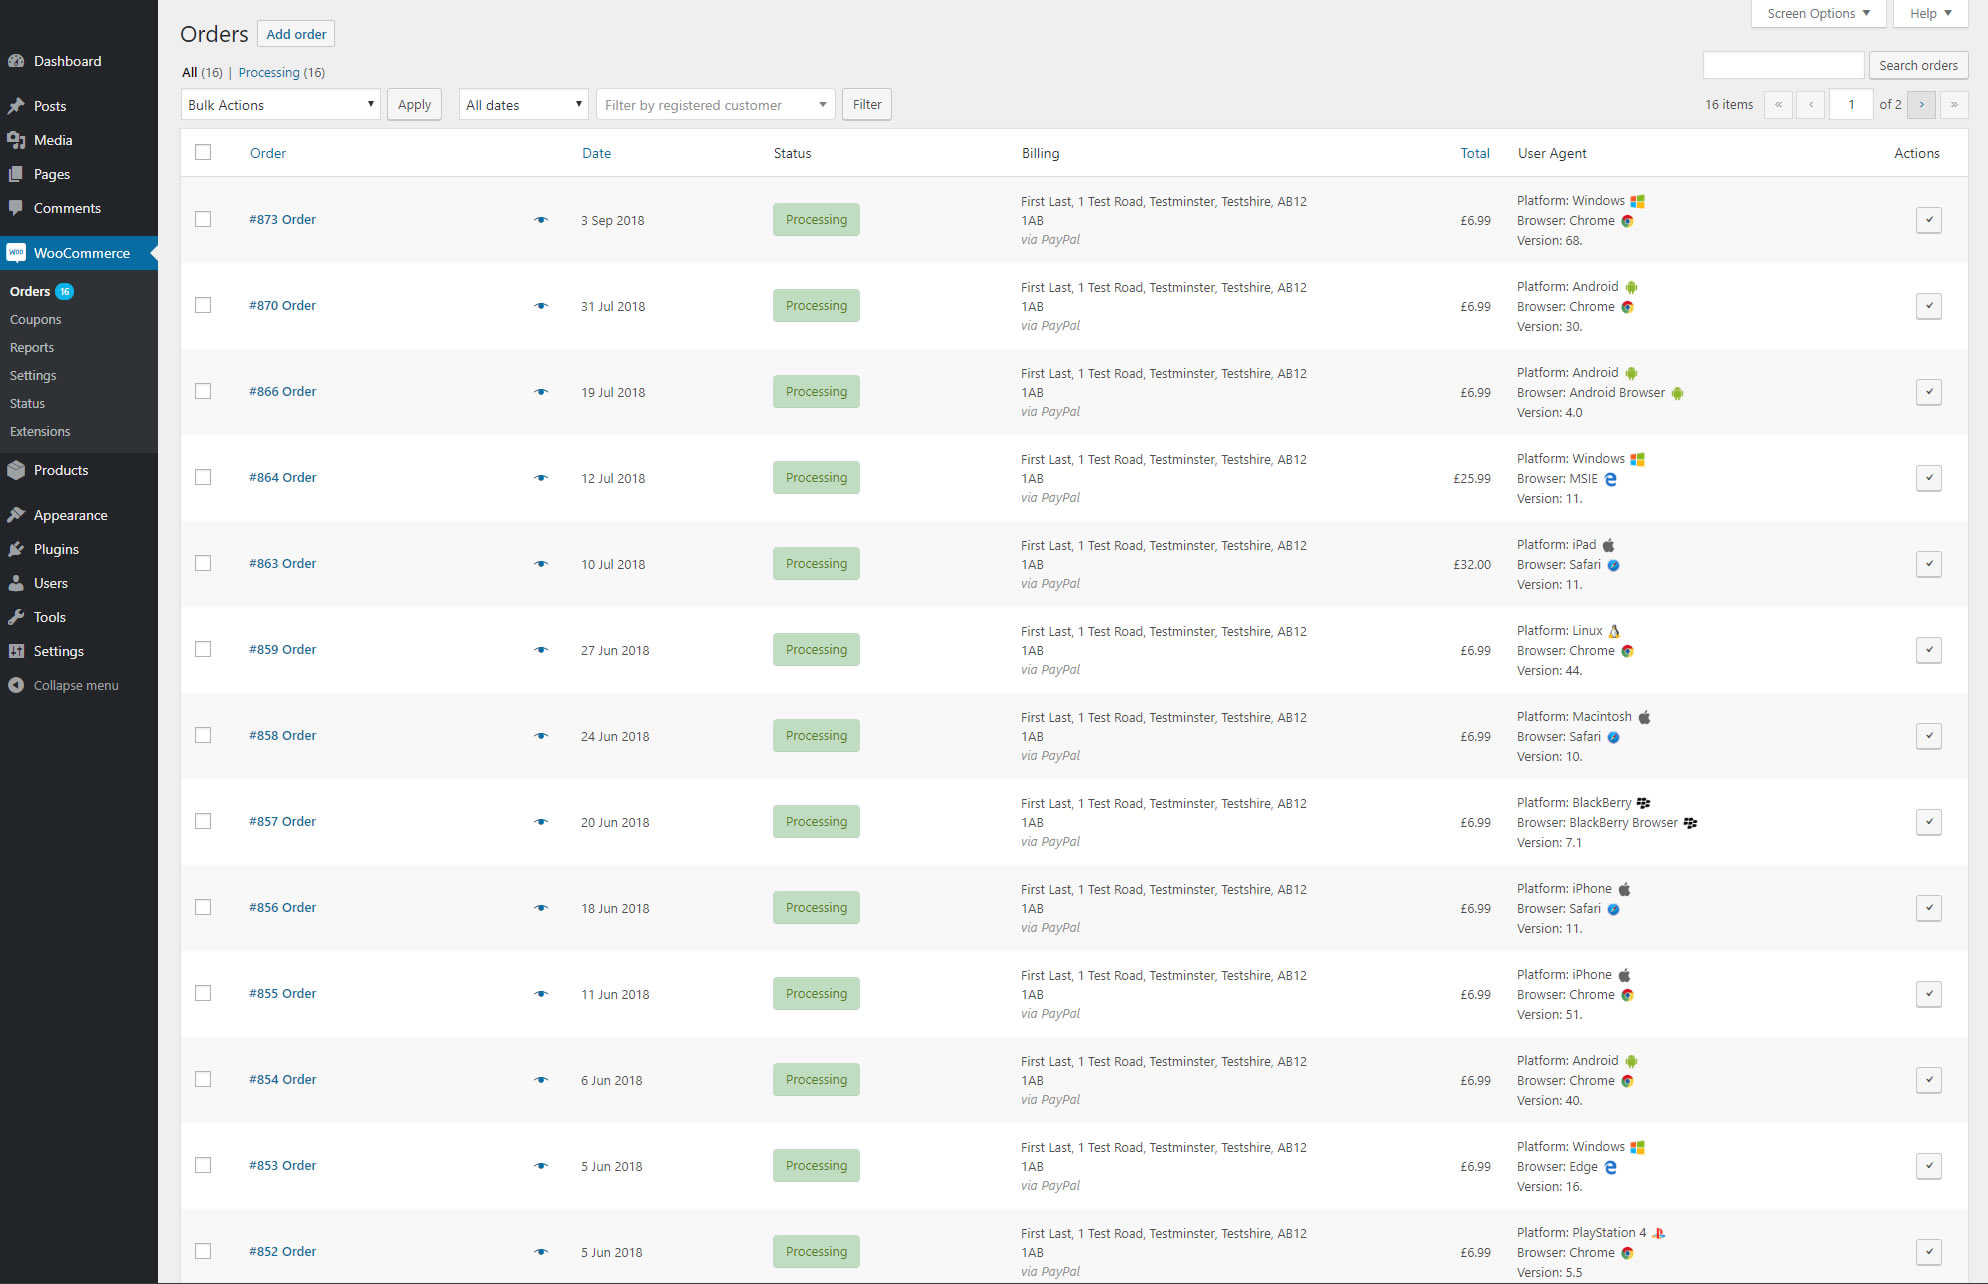 Screen Options ▼
Help ▼
Orders
Add order
All (16) | Processing (16)
Search orders
Bulk Actions
Apply
All dates
Filter by registered customer
Filter
16 items « ‹ 1 of 2 › »
Dashboard
Posts
Media
Pages
Comments
Woo WooCommerce
Orders 16
Coupons
Reports
Settings
Status
Extensions
Products
Appearance
Plugins
Users
Tools
Settings
Collapse menu
Order Date Status Billing Total User Agent Actions
#873 Order 3 Sep 2018 Processing
First Last, 1 Test Road, Testminster, Testshire, AB12
1AB
via PayPal
£6.99
Platform: Windows
Browser: Chrome
Version: 68.
#870 Order 31 Jul 2018 Processing
First Last, 1 Test Road, Testminster, Testshire, AB12
1AB
via PayPal
£6.99
Platform: Android
Browser: Chrome
Version: 30.
#866 Order 19 Jul 2018 Processing
First Last, 1 Test Road, Testminster, Testshire, AB12
1AB
via PayPal
£6.99
Platform: Android
Browser: Android Browser
Version: 4.0
#864 Order 12 Jul 2018 Processing
First Last, 1 Test Road, Testminster, Testshire, AB12
1AB
via PayPal
£25.99
Platform: Windows
Browser: MSIE
Version: 11.
#863 Order 10 Jul 2018 Processing
First Last, 1 Test Road, Testminster, Testshire, AB12
1AB
via PayPal
£32.00
Platform: iPad
Browser: Safari
Version: 11.
#859 Order 27 Jun 2018 Processing
First Last, 1 Test Road, Testminster, Testshire, AB12
1AB
via PayPal
£6.99
Platform: Linux
Browser: Chrome
Version: 44.
#858 Order 24 Jun 2018 Processing
First Last, 1 Test Road, Testminster, Testshire, AB12
1AB
via PayPal
£6.99
Platform: Macintosh
Browser: Safari
Version: 10.
#857 Order 20 Jun 2018 Processing
First Last, 1 Test Road, Testminster, Testshire, AB12
1AB
via PayPal
£6.99
Platform: BlackBerry
Browser: BlackBerry Browser
Version: 7.1
#856 Order 18 Jun 2018 Processing
First Last, 1 Test Road, Testminster, Testshire, AB12
1AB
via PayPal
£6.99
Platform: iPhone
Browser: Safari
Version: 11.
#855 Order 11 Jun 2018 Processing
First Last, 1 Test Road, Testminster, Testshire, AB12
1AB
via PayPal
£6.99
Platform: iPhone
Browser: Chrome
Version: 51.
#854 Order 6 Jun 2018 Processing
First Last, 1 Test Road, Testminster, Testshire, AB12
1AB
via PayPal
£6.99
Platform: Android
Browser: Chrome
Version: 40.
#853 Order 5 Jun 2018 Processing
First Last, 1 Test Road, Testminster, Testshire, AB12
1AB
via PayPal
£6.99
Platform: Windows
Browser: Edge
Version: 16.
#852 Order 5 Jun 2018 Processing
First Last, 1 Test Road, Testminster, Testshire, AB12
1AB
via PayPal
£6.99
Platform: PlayStation 4
Browser: Chrome
Version: 5.5